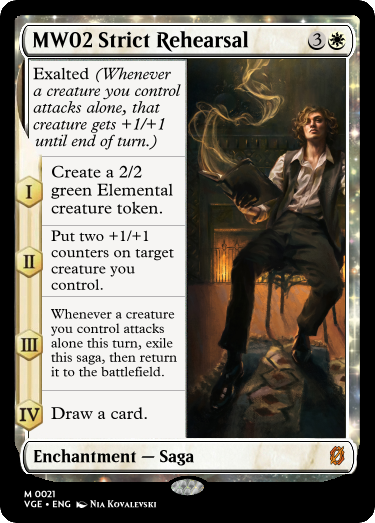 MW02 Strict Rehearsal 3
Exalted (Whenever
a creature you control
attacks alone, that
creature gets +1/+1
until end of turn.)
I
Create a 2/2
green Elemental
creature token.
II
Put two +1/+1
counters on target
creature you
control.
III
Whenever a creature
you control attacks
alone this turn, exile
this saga, then return
it to the battlefield.
IV
Draw a card.
Enchantment — Saga
M 0021
VGE • ENG Nia Kovalevski